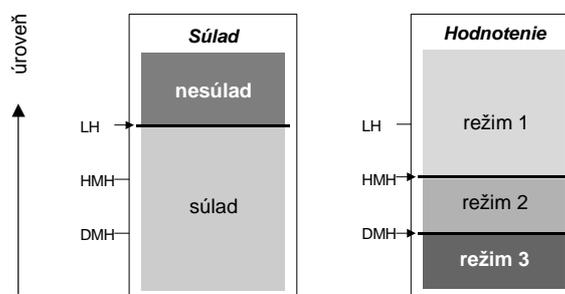 úroveň
Súlad
nesúlad
LH
HMH
súlad
DMH
Hodnotenie
LH
režim 1
HMH
režim 2
DMH
režim 3